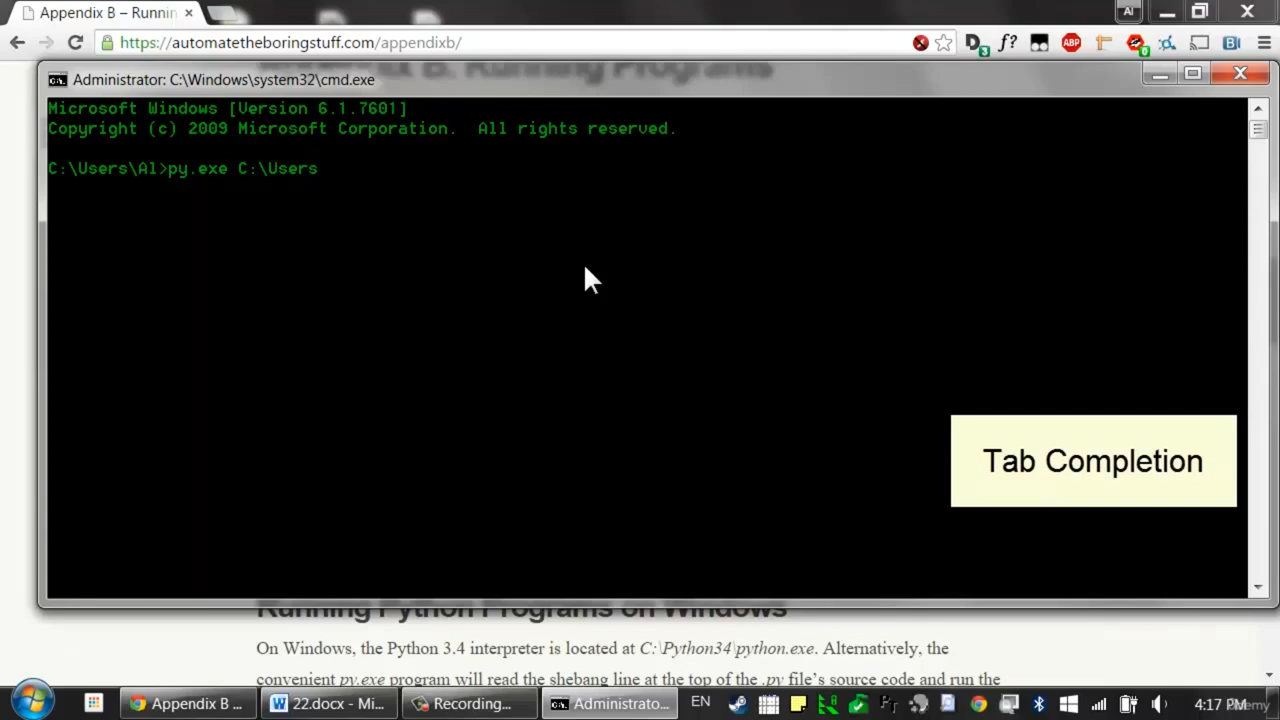 Appendix B – Runnin
Al
https://automatetheboringstuff.com/appendixb/
D
3
f?
ABP
0
B
Administrator: C:\Windows\system32\cmd.exe
Microsoft Windows [Version 6.1.7601]
Copyright (c) 2009 Microsoft Corporation.  All rights reserved.
C:\Users\Al>py.exe C:\Users
Tab Completion
Running Python Programs on Windows
On Windows, the Python 3.4 interpreter is located at C:\Python34\python.exe. Alternatively, the
convenient py.exe program will read the shebang line at the top of the .py file's source code and run the
Appendix B ...
22.docx - Mi...
Recording...
Administrato...
EN
4:17 PM